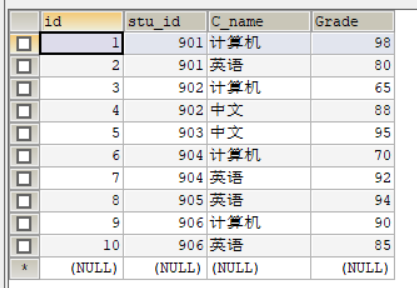 id stu_id C_name Grade
1 901 计算机 98
2 901 英语 80
3 902 计算机 65
4 902 中文 88
5 903 中文 95
6 904 计算机 70
7 904 英语 92
8 905 英语 94
9 906 计算机 90
10 906 英语 85
* (NULL) (NULL) (NULL) (NULL)